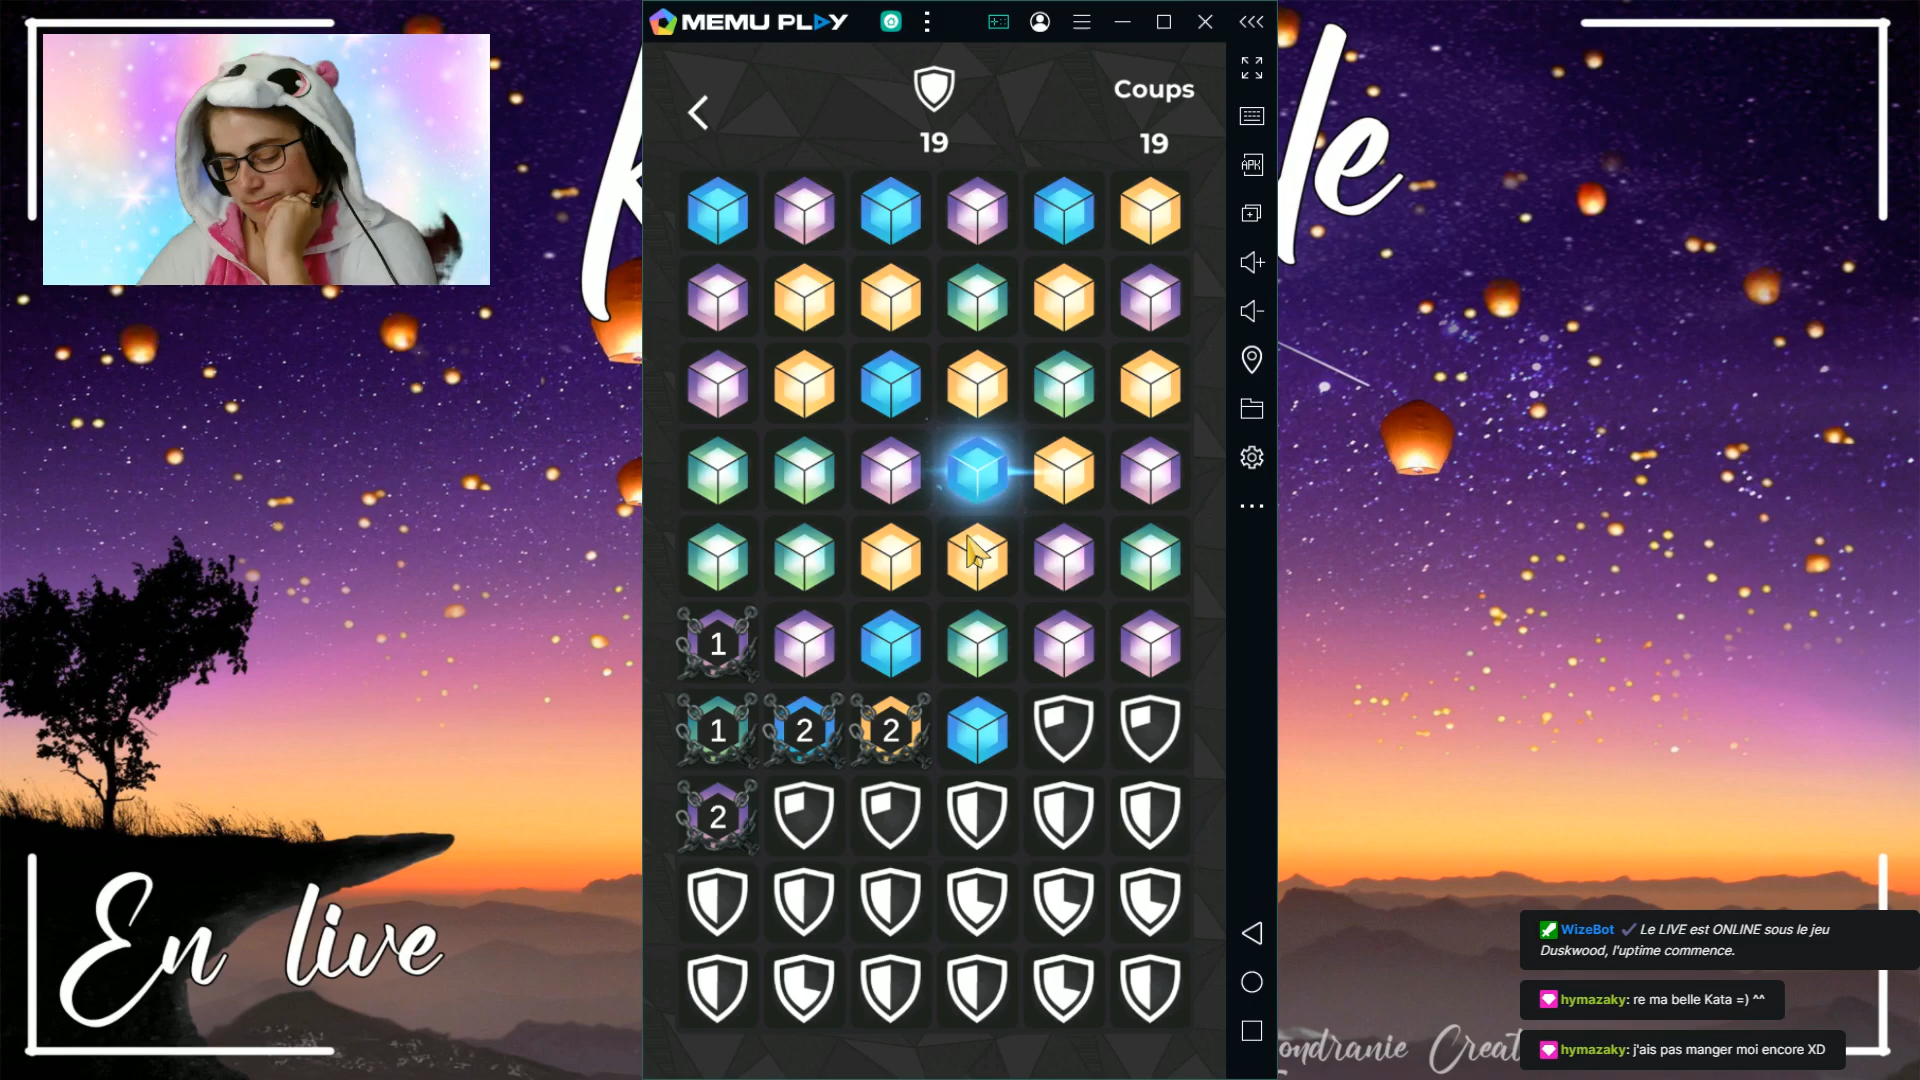 MEMU PLAY
Coups
19
19
APK
1
1
2
2
2
En live
WizeBot Le LIVE est ONLINE sous le jeu
Duskwood, l'uptime commence.
hymazaky: re ma belle Kata =) ^^
hymazaky: j'ais pas manger moi encore XD